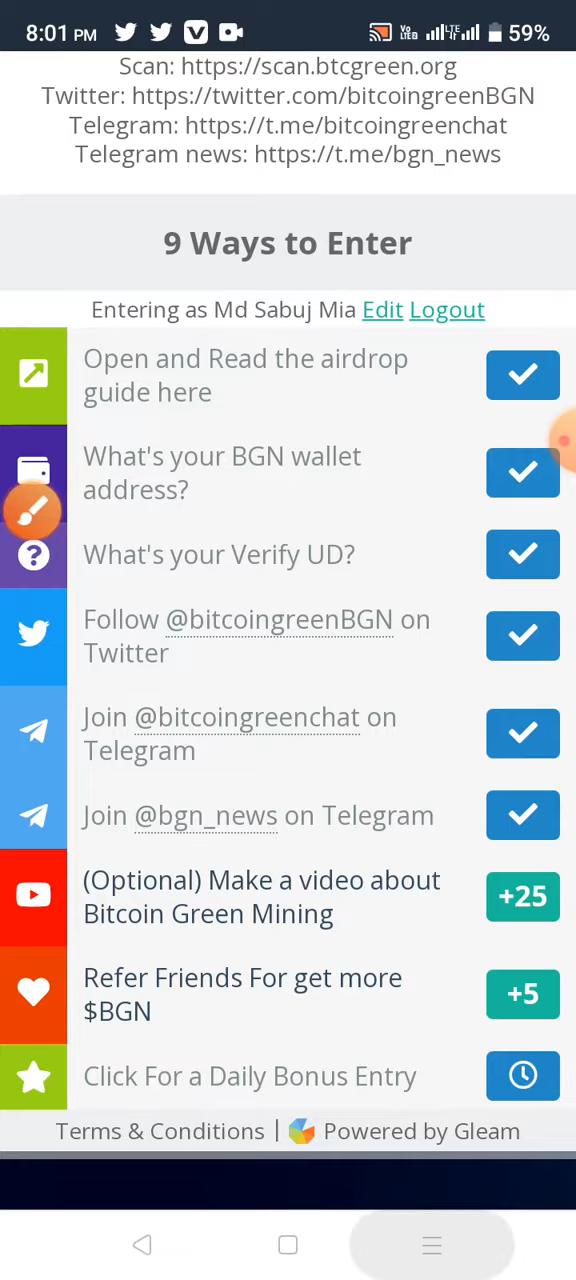 8:01 PM
Vo LTE
LTE
59%
Scan: https://scan.btcgreen.org
Twitter: https://twitter.com/bitcoingreenBGN
Telegram: https://t.me/bitcoingreenchat
Telegram news: https://t.me/bgn_news
9 Ways to Enter
Entering as Md Sabuj Mia Edit Logout
Open and Read the airdrop
guide here
What's your BGN wallet
address?
What's your Verify UD?
Follow @bitcoingreenBGN on
Twitter
Join @bitcoingreenchat on
Telegram
Join @bgn_news on Telegram
(Optional) Make a video about
Bitcoin Green Mining
+25
Refer Friends For get more
$BGN
+5
Click For a Daily Bonus Entry
Terms & Conditions | Powered by Gleam